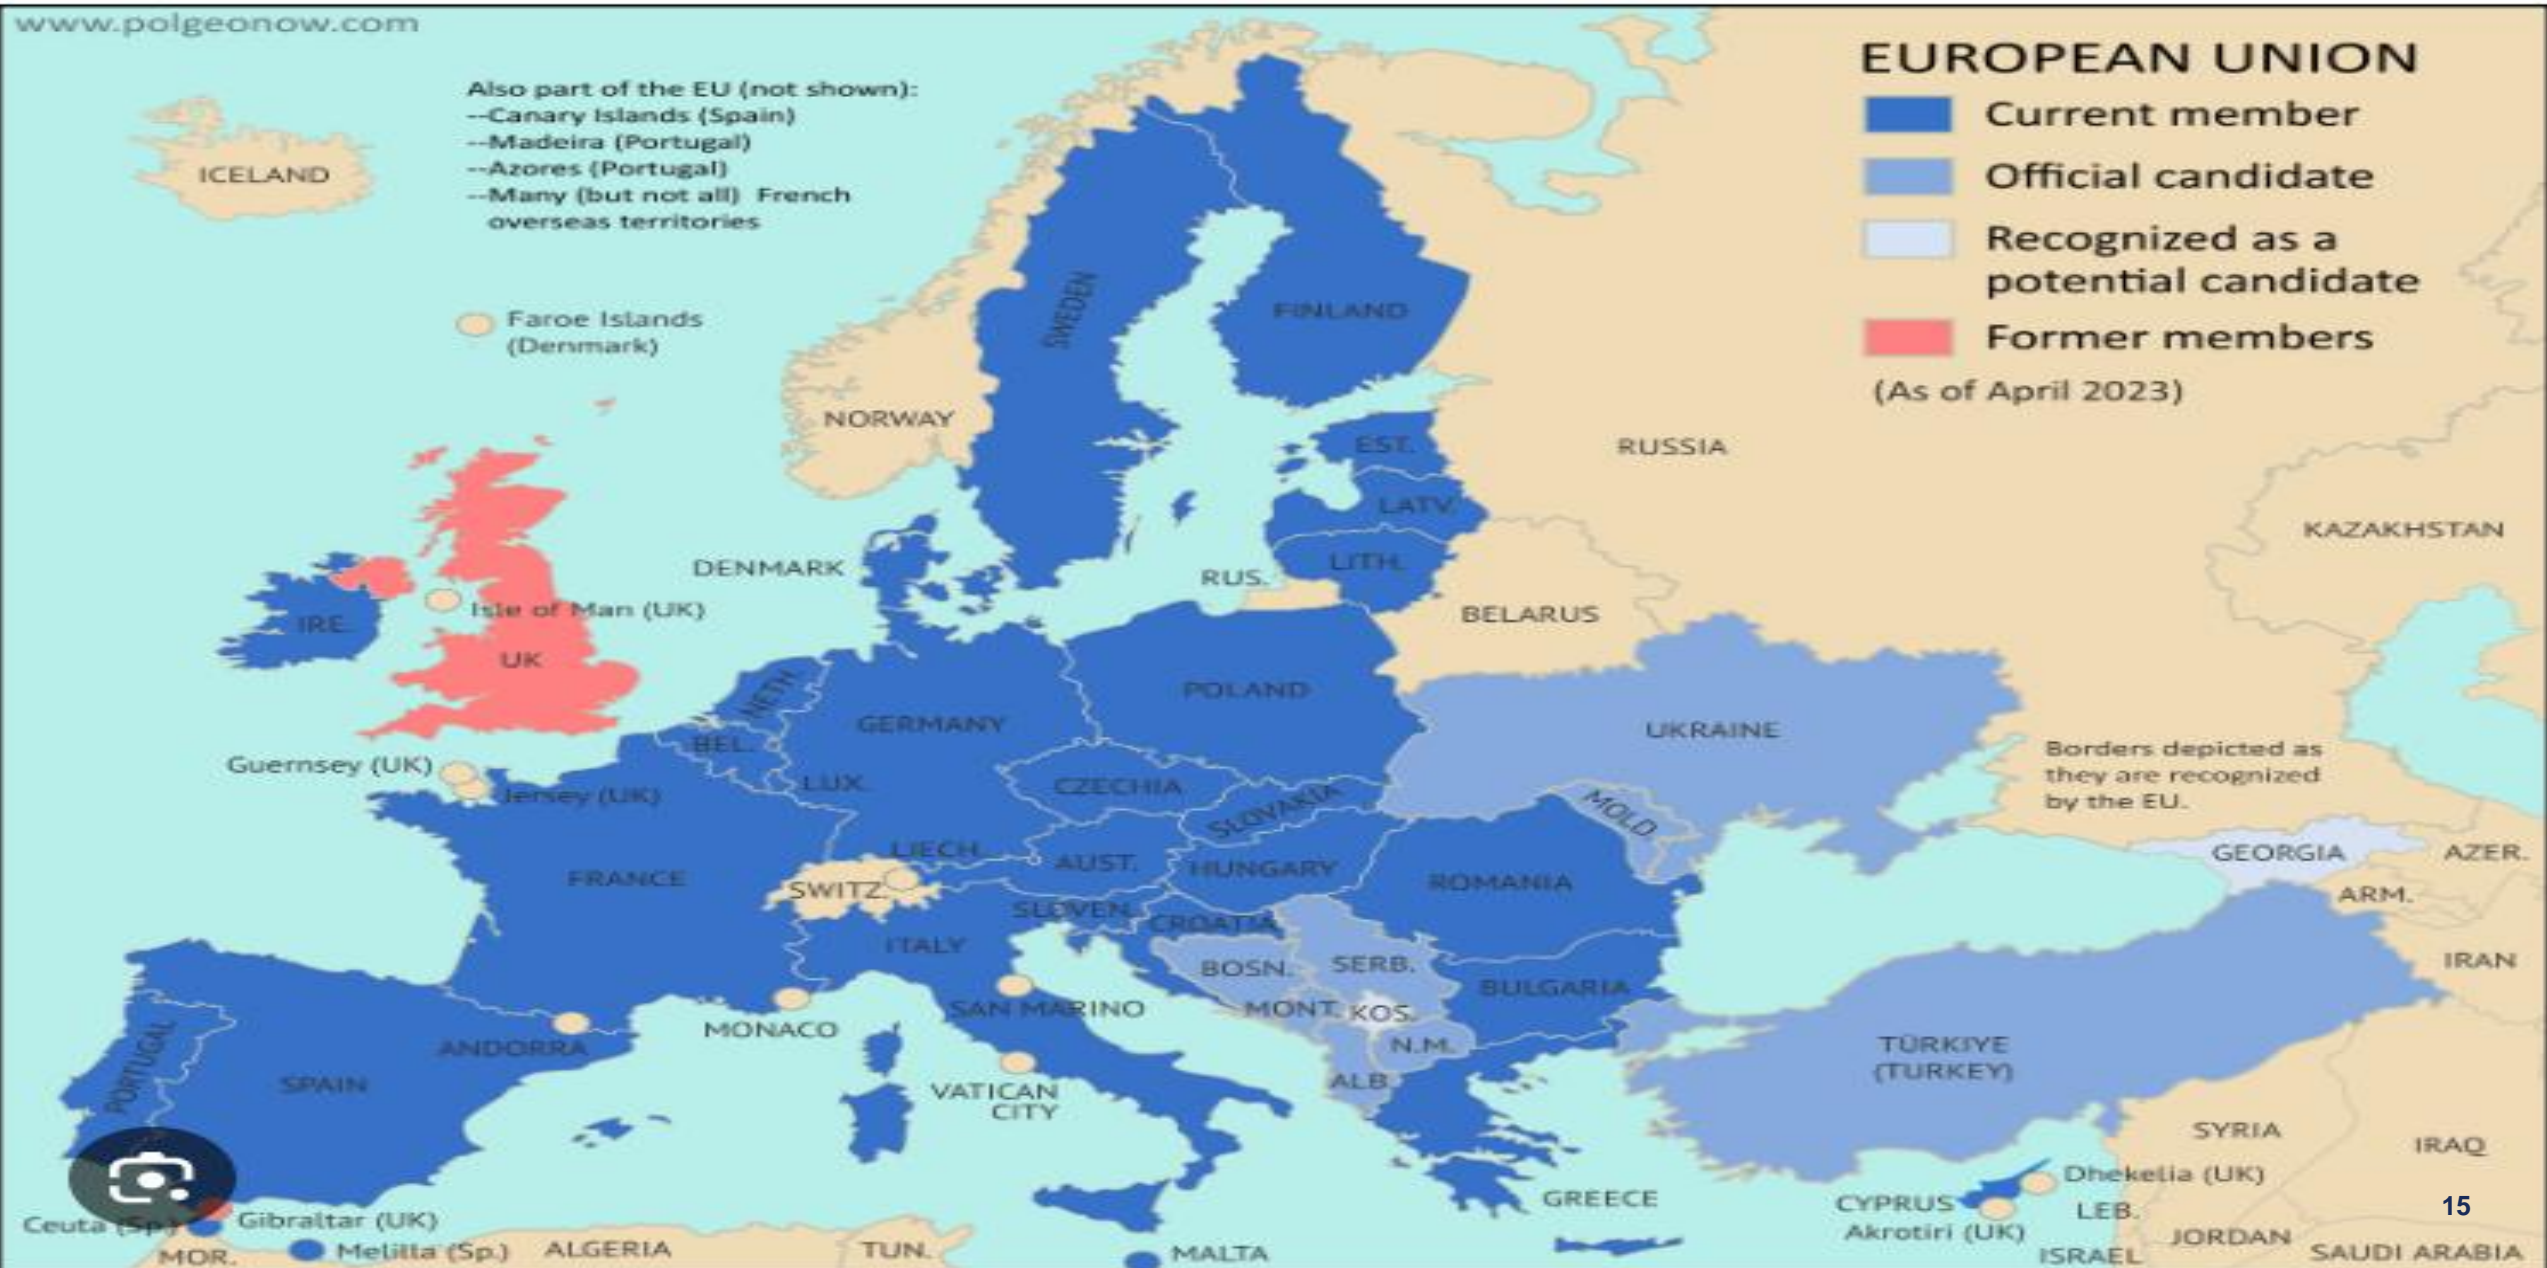 www.polgeonow.com
EUROPEAN UNION
Current member
Official candidate
Recognized as a
potential candidate
Former members
(As of April 2023)
Also part of the EU (not shown):
--Canary Islands (Spain)
--Madeira (Portugal)
--Azores (Portugal)
--Many (but not all) French
overseas territories
ICELAND
Faroe Islands
(Denmark)
SWEDEN
FINLAND
NORWAY
RUSSIA
EST.
LATV.
LITH.
RUS.
KAZAKHSTAN
DENMARK
BELARUS
IRE.
Isle of Man (UK)
UK
NETH.
POLAND
GERMANY
BEL.
UKRAINE
Borders depicted as
they are recognized
by the EU.
Guernsey (UK)
Jersey (UK)
LUX.
CZECHIA
SLOVAKIA
MOLD.
LIECH.
AUST.
HUNGARY
FRANCE
SWITZ.
ROMANIA
GEORGIA
AZER.
ARM.
SLOVEN.
CROATIA
ITALY
BOSN.
SERB.
IRAN
BULGARIA
SAN MARINO
MONT.
KOS.
MONACO
ANDORRA
N.M.
TÜRKIYE
(TURKEY)
PORTUGAL
SPAIN
ALB.
VATICAN
CITY
SYRIA
IRAQ
Dhekelia (UK)
GREECE
CYPRUS
LEB.
15
Ceuta (Sp.)
Gibraltar (UK)
Akrotiri (UK)
JORDAN
MOR.
Melilla (Sp.)
ALGERIA
TUN.
MALTA
ISRAEL
SAUDI ARABIA